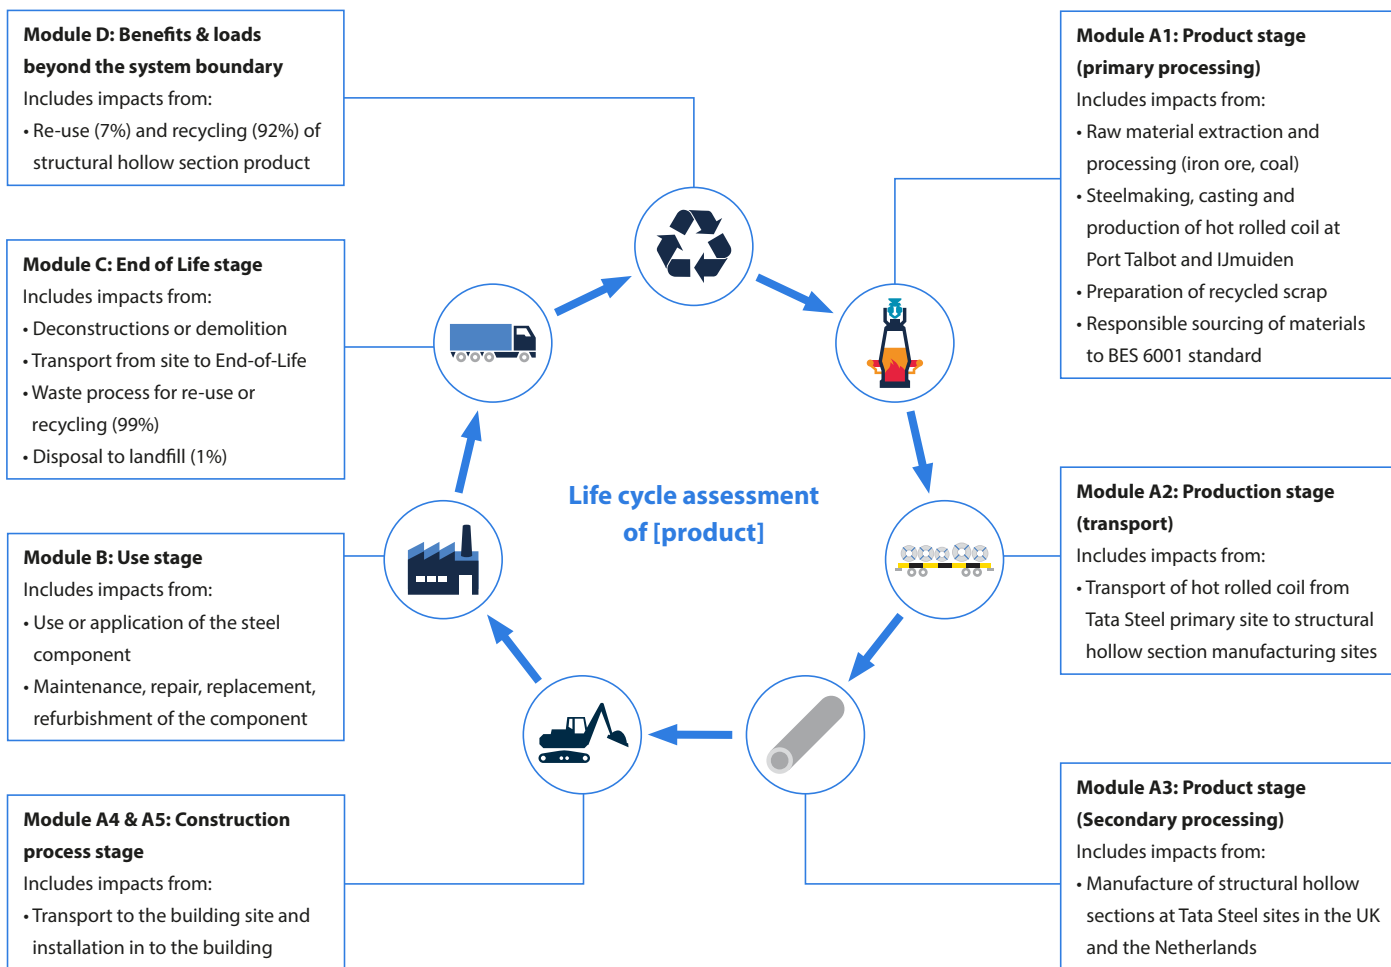 Module D: Benefits & loads
beyond the system boundary
Includes impacts from:
• Re-use (7%) and recycling (92%) of
structural hollow section product
Module C: End of Life stage
Includes impacts from:
• Deconstructions or demolition
• Transport from site to End-of-Life
• Waste process for re-use or
recycling (99%)
• Disposal to landfill (1%)
Module B: Use stage
Includes impacts from:
• Use or application of the steel
component
• Maintenance, repair, replacement,
refurbishment of the component
Module A4 & A5: Construction
process stage
Includes impacts from:
• Transport to the building site and
installation in to the building
Life cycle assessment
of [product]
Module A1: Product stage
(primary processing)
Includes impacts from:
• Raw material extraction and
processing (iron ore, coal)
• Steelmaking, casting and
production of hot rolled coil at
Port Talbot and IJmuiden
• Preparation of recycled scrap
• Responsible sourcing of materials
to BES 6001 standard
Module A2: Production stage
(transport)
Includes impacts from:
• Transport of hot rolled coil from
Tata Steel primary site to structural
hollow section manufacturing sites
Module A3: Product stage
(Secondary processing)
Includes impacts from:
• Manufacture of structural hollow
sections at Tata Steel sites in the UK
and the Netherlands